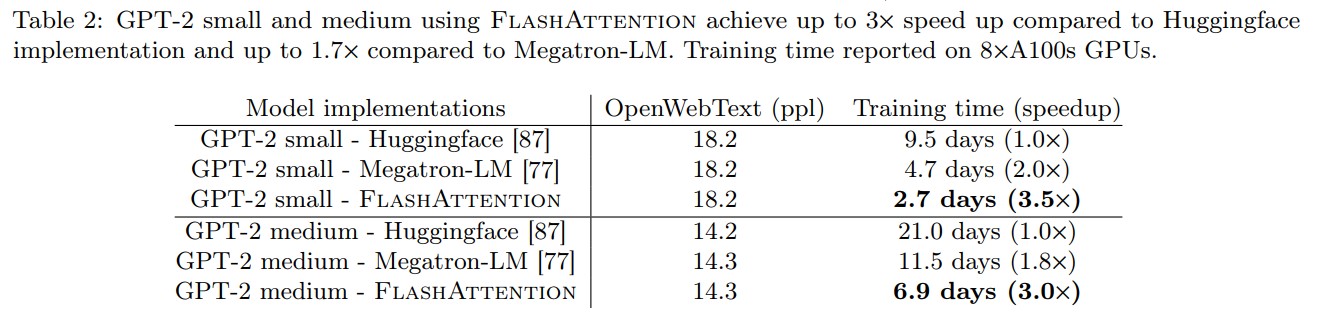 Table 2: GPT-2 small and medium using FLASHATTENTION achieve up to 3× speed up compared to Huggingface
implementation and up to 1.7× compared to Megatron-LM. Training time reported on 8×A100s GPUs.
Model implementations OpenWebText (ppl) Training time (speedup)
GPT-2 small - Huggingface [87] 18.2 9.5 days (1.0×)
GPT-2 small - Megatron-LM [77] 18.2 4.7 days (2.0×)
GPT-2 small - FLASHATTENTION 18.2 2.7 days (3.5×)
GPT-2 medium - Huggingface [87] 14.2 21.0 days (1.0×)
GPT-2 medium - Megatron-LM [77] 14.3 11.5 days (1.8×)
GPT-2 medium - FLASHATTENTION 14.3 6.9 days (3.0×)